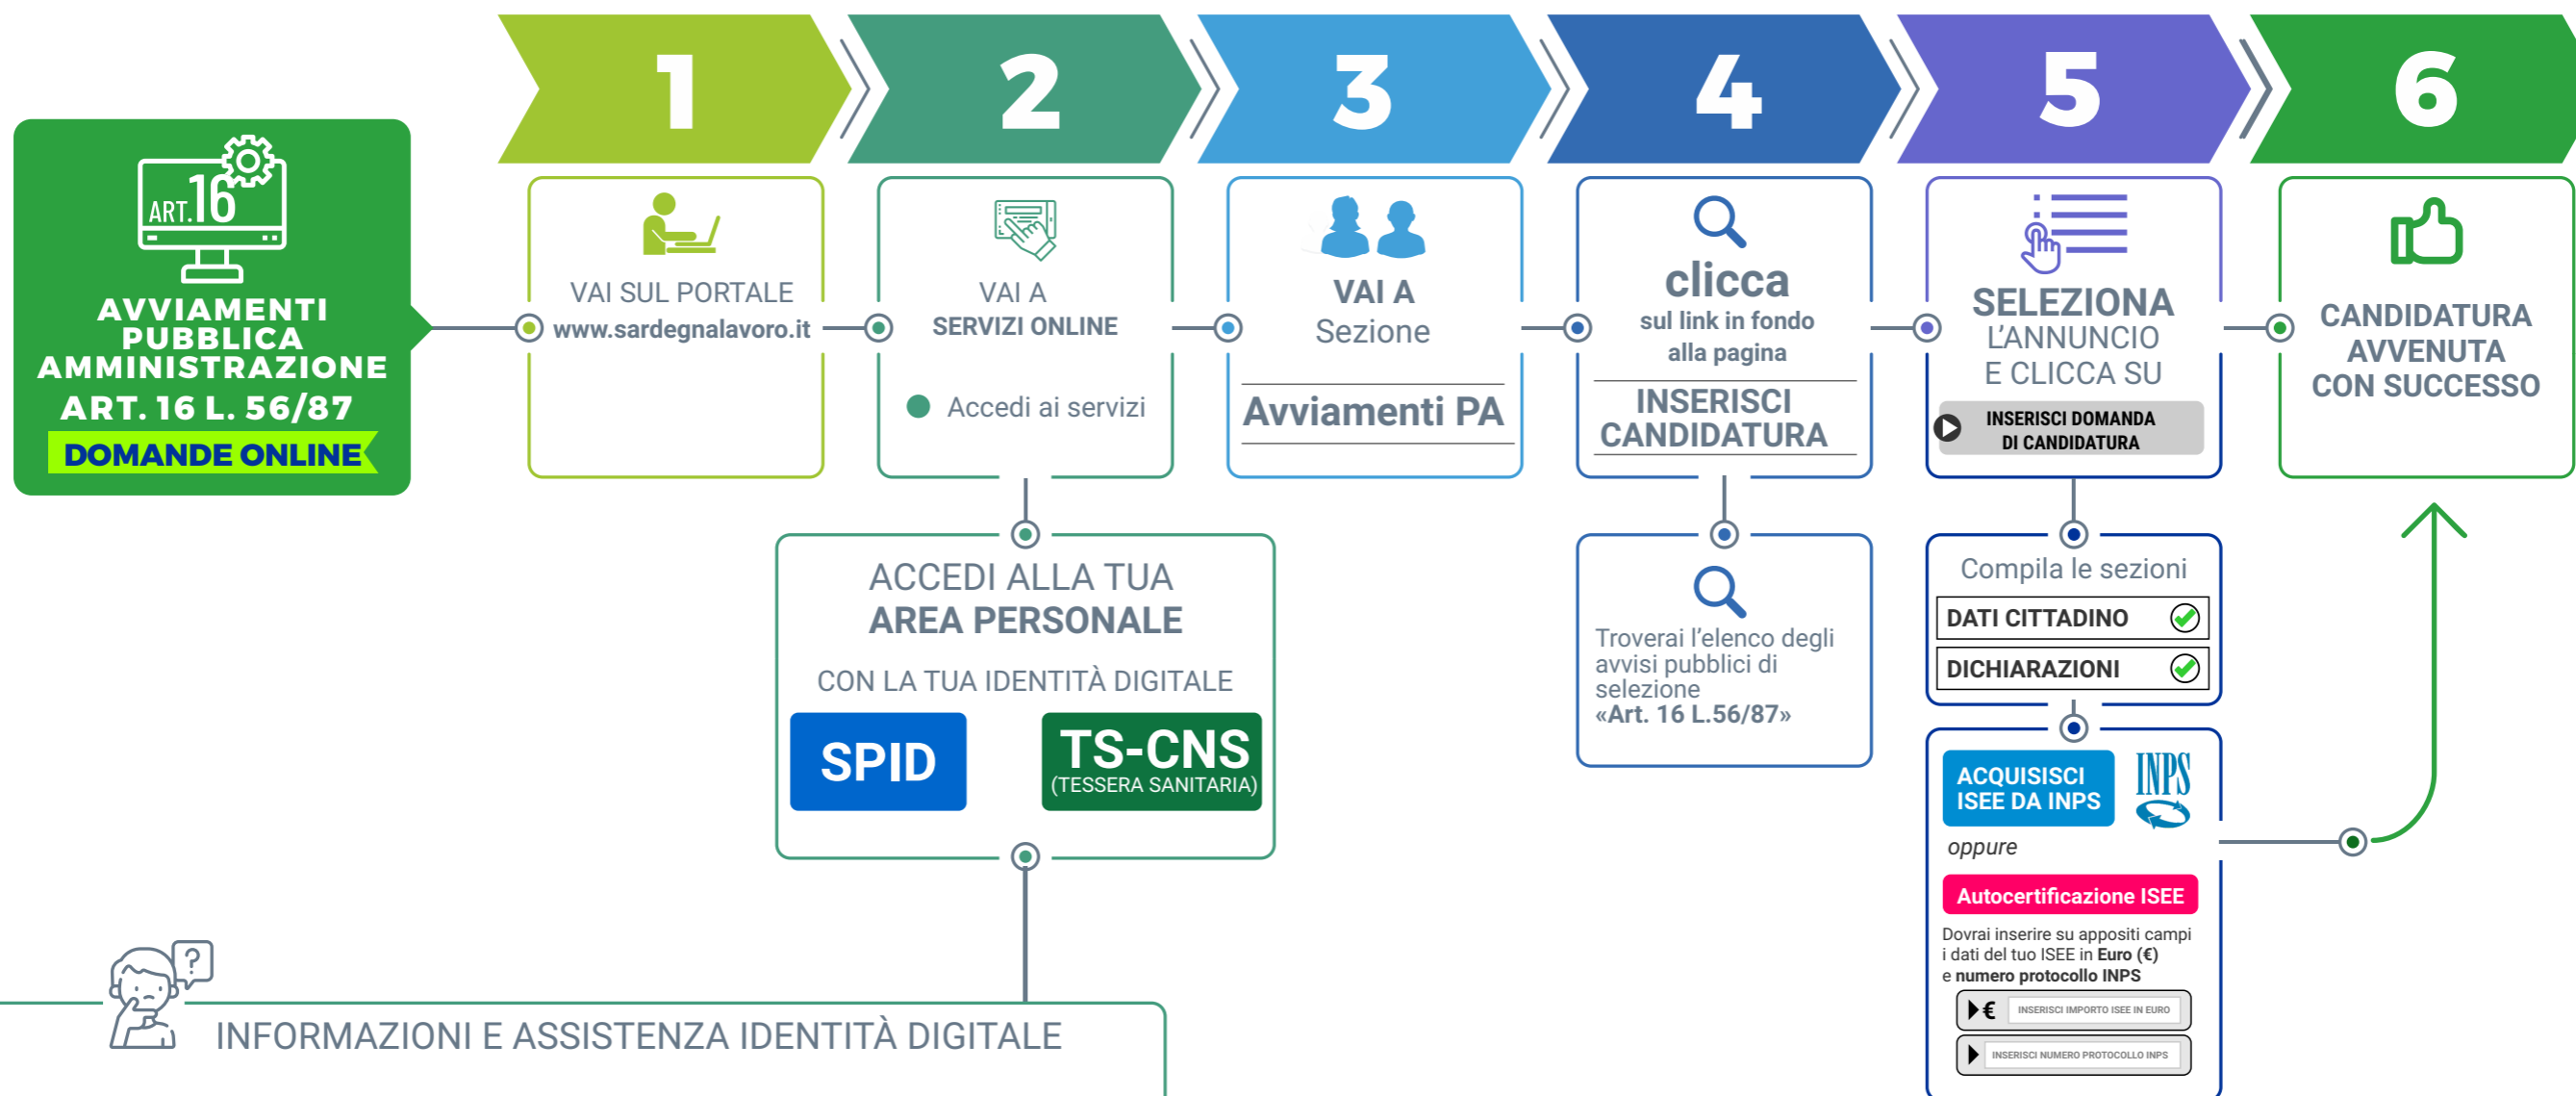 1
2
3
4
5
6
ART.16
AVVIAMENTI
PUBBLICA
AMMINISTRAZIONE
ART. 16 L. 56/87
DOMANDE ONLINE
VAI SUL PORTALE
www.sardegnalavoro.it
VAI A
SERVIZI ONLINE
Accedi ai servizi
ACCEDI ALLA TUA
AREA PERSONALE
CON LA TUA IDENTITÀ DIGITALE
SPID
TS-CNS
(TESSERA SANITARIA)
VAI A
Sezione
Avviamenti PA
clicca
sul link in fondo
alla pagina
INSERISCI
CANDIDATURA
Troverai l'elenco degli
avvisi pubblici di
selezione
«Art. 16 L.56/87»
SELEZIONA
L'ANNUNCIO
E CLICCA SU
INSERISCI DOMANDA
DI CANDIDATURA
Compila le sezioni
DATI CITTADINO
DICHIARAZIONI
ACQUISISCI
ISEE DA INPS
INPS
oppure
Autocertificazione ISEE
Dovrai inserire su appositi campi
i dati del tuo ISEE in Euro (€)
e numero protocollo INPS
€ INSERISCI IMPORTO ISEE IN EURO
INSERISCI NUMERO PROTOCOLLO INPS
CANDIDATURA
AVVENUTA
CON SUCCESSO
?
INFORMAZIONI E ASSISTENZA IDENTITÀ DIGITALE